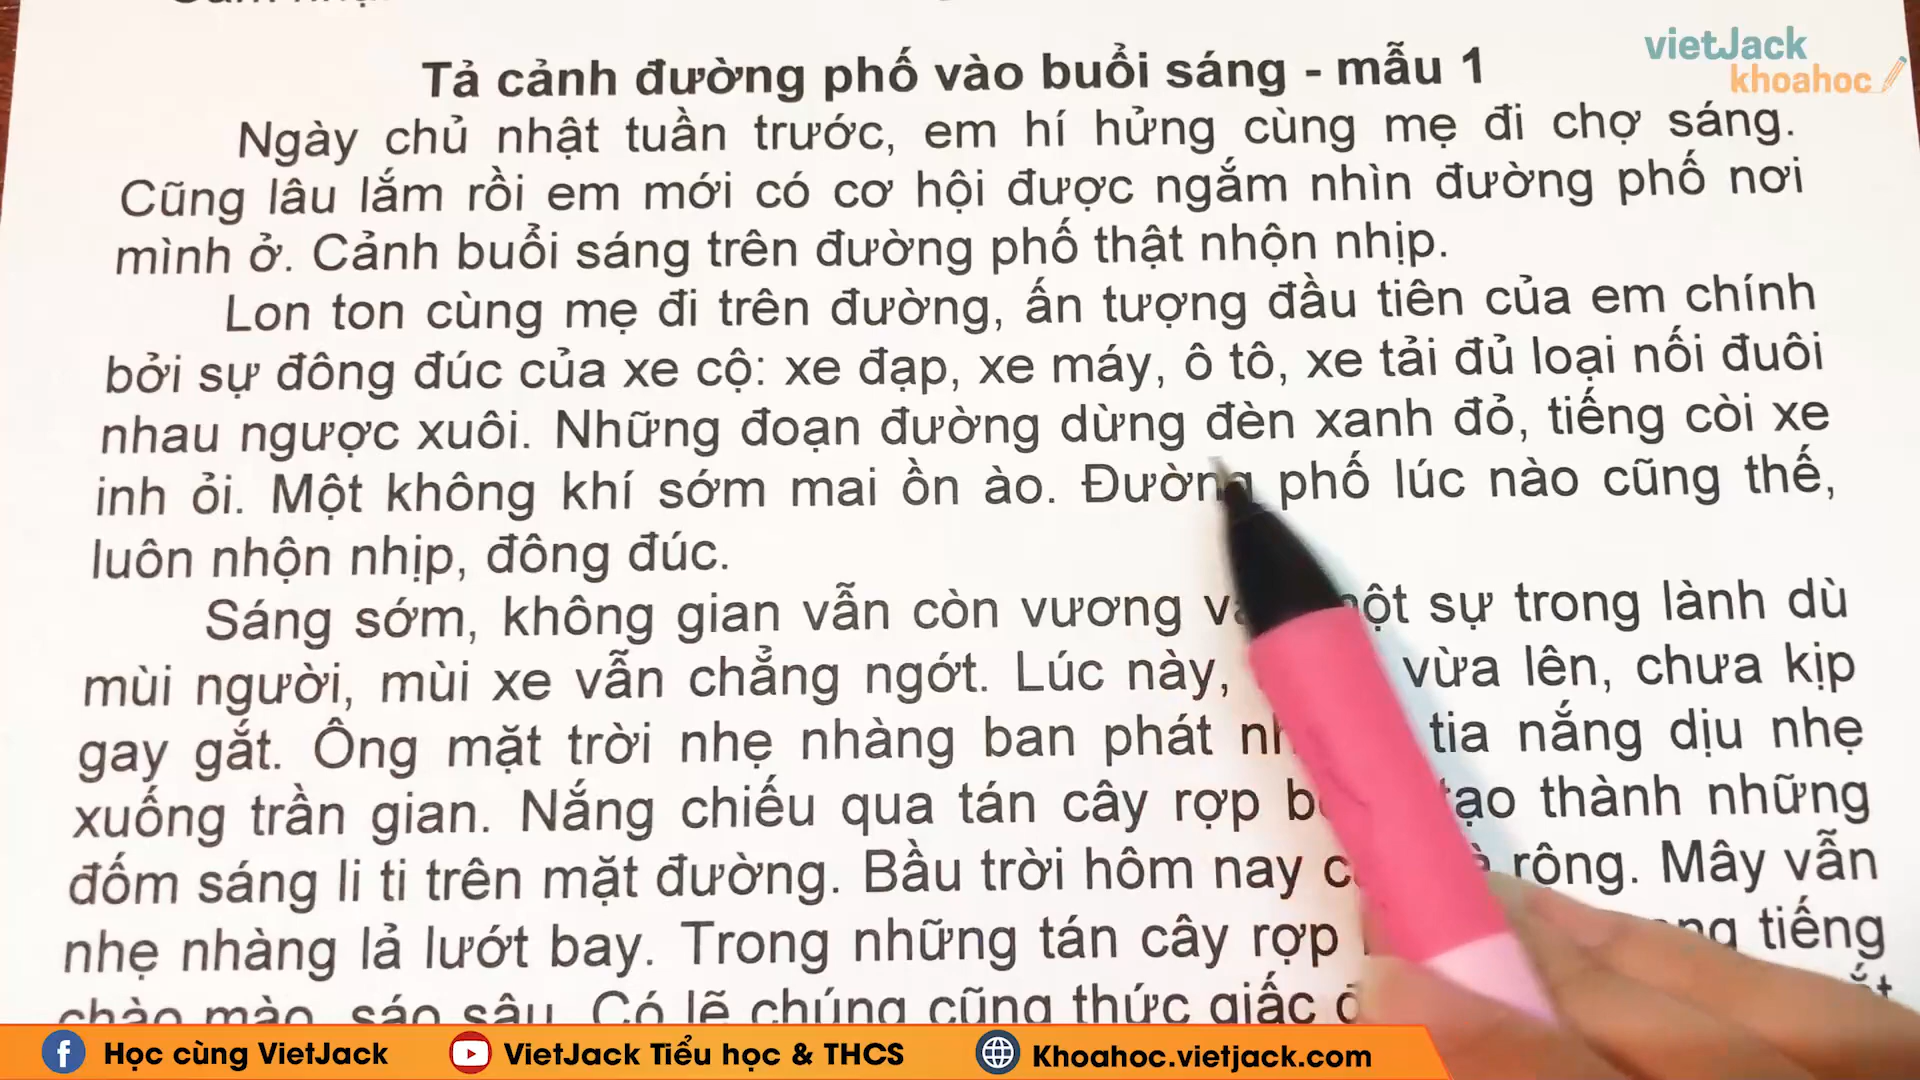 vietJack
khoahoc
Tả cảnh đường phố vào buổi sáng - mẫu 1
Ngày chủ nhật tuần trước, em hí hửng cùng mẹ đi chợ sáng.
Cũng lâu lắm rồi em mới có cơ hội được ngắm nhìn đường phố nơi
mình ở. Cảnh buổi sáng trên đường phố thật nhộn nhịp.
Lon ton cùng mẹ đi trên đường, ấn tượng đầu tiên của em chính
bởi sự đông đúc của xe cộ: xe đạp, xe máy, ô tô, xe tải đủ loại nối đuôi
nhau ngược xuôi. Những đoạn đường dừng đèn xanh đỏ, tiếng còi xe
inh ỏi. Một không khí sớm mai ồn ào. Đường phố lúc nào cũng thế,
luôn nhộn nhịp, đông đúc.
Sáng sớm, không gian vẫn còn vương một sự trong lành dù
mùi người, mùi xe vẫn chẳng ngớt. Lúc này, vừa lên, chưa kịp
gay gắt. Ông mặt trời nhẹ nhàng ban phát tia nắng dịu nhẹ
xuống trần gian. Nắng chiếu qua tán cây rợp tạo thành những
đốm sáng li ti trên mặt đường. Bầu trời hôm nay rộng. Mây vẫn
nhẹ nhàng lả lướt bay. Trong những tán cây rợp tiếng
chào mào, sáo sậu. Có lẽ chúng cũng thức giấc
Học cùng VietJack
VietJack Tiểu học & THCS
Khoahoc.vietjack.com